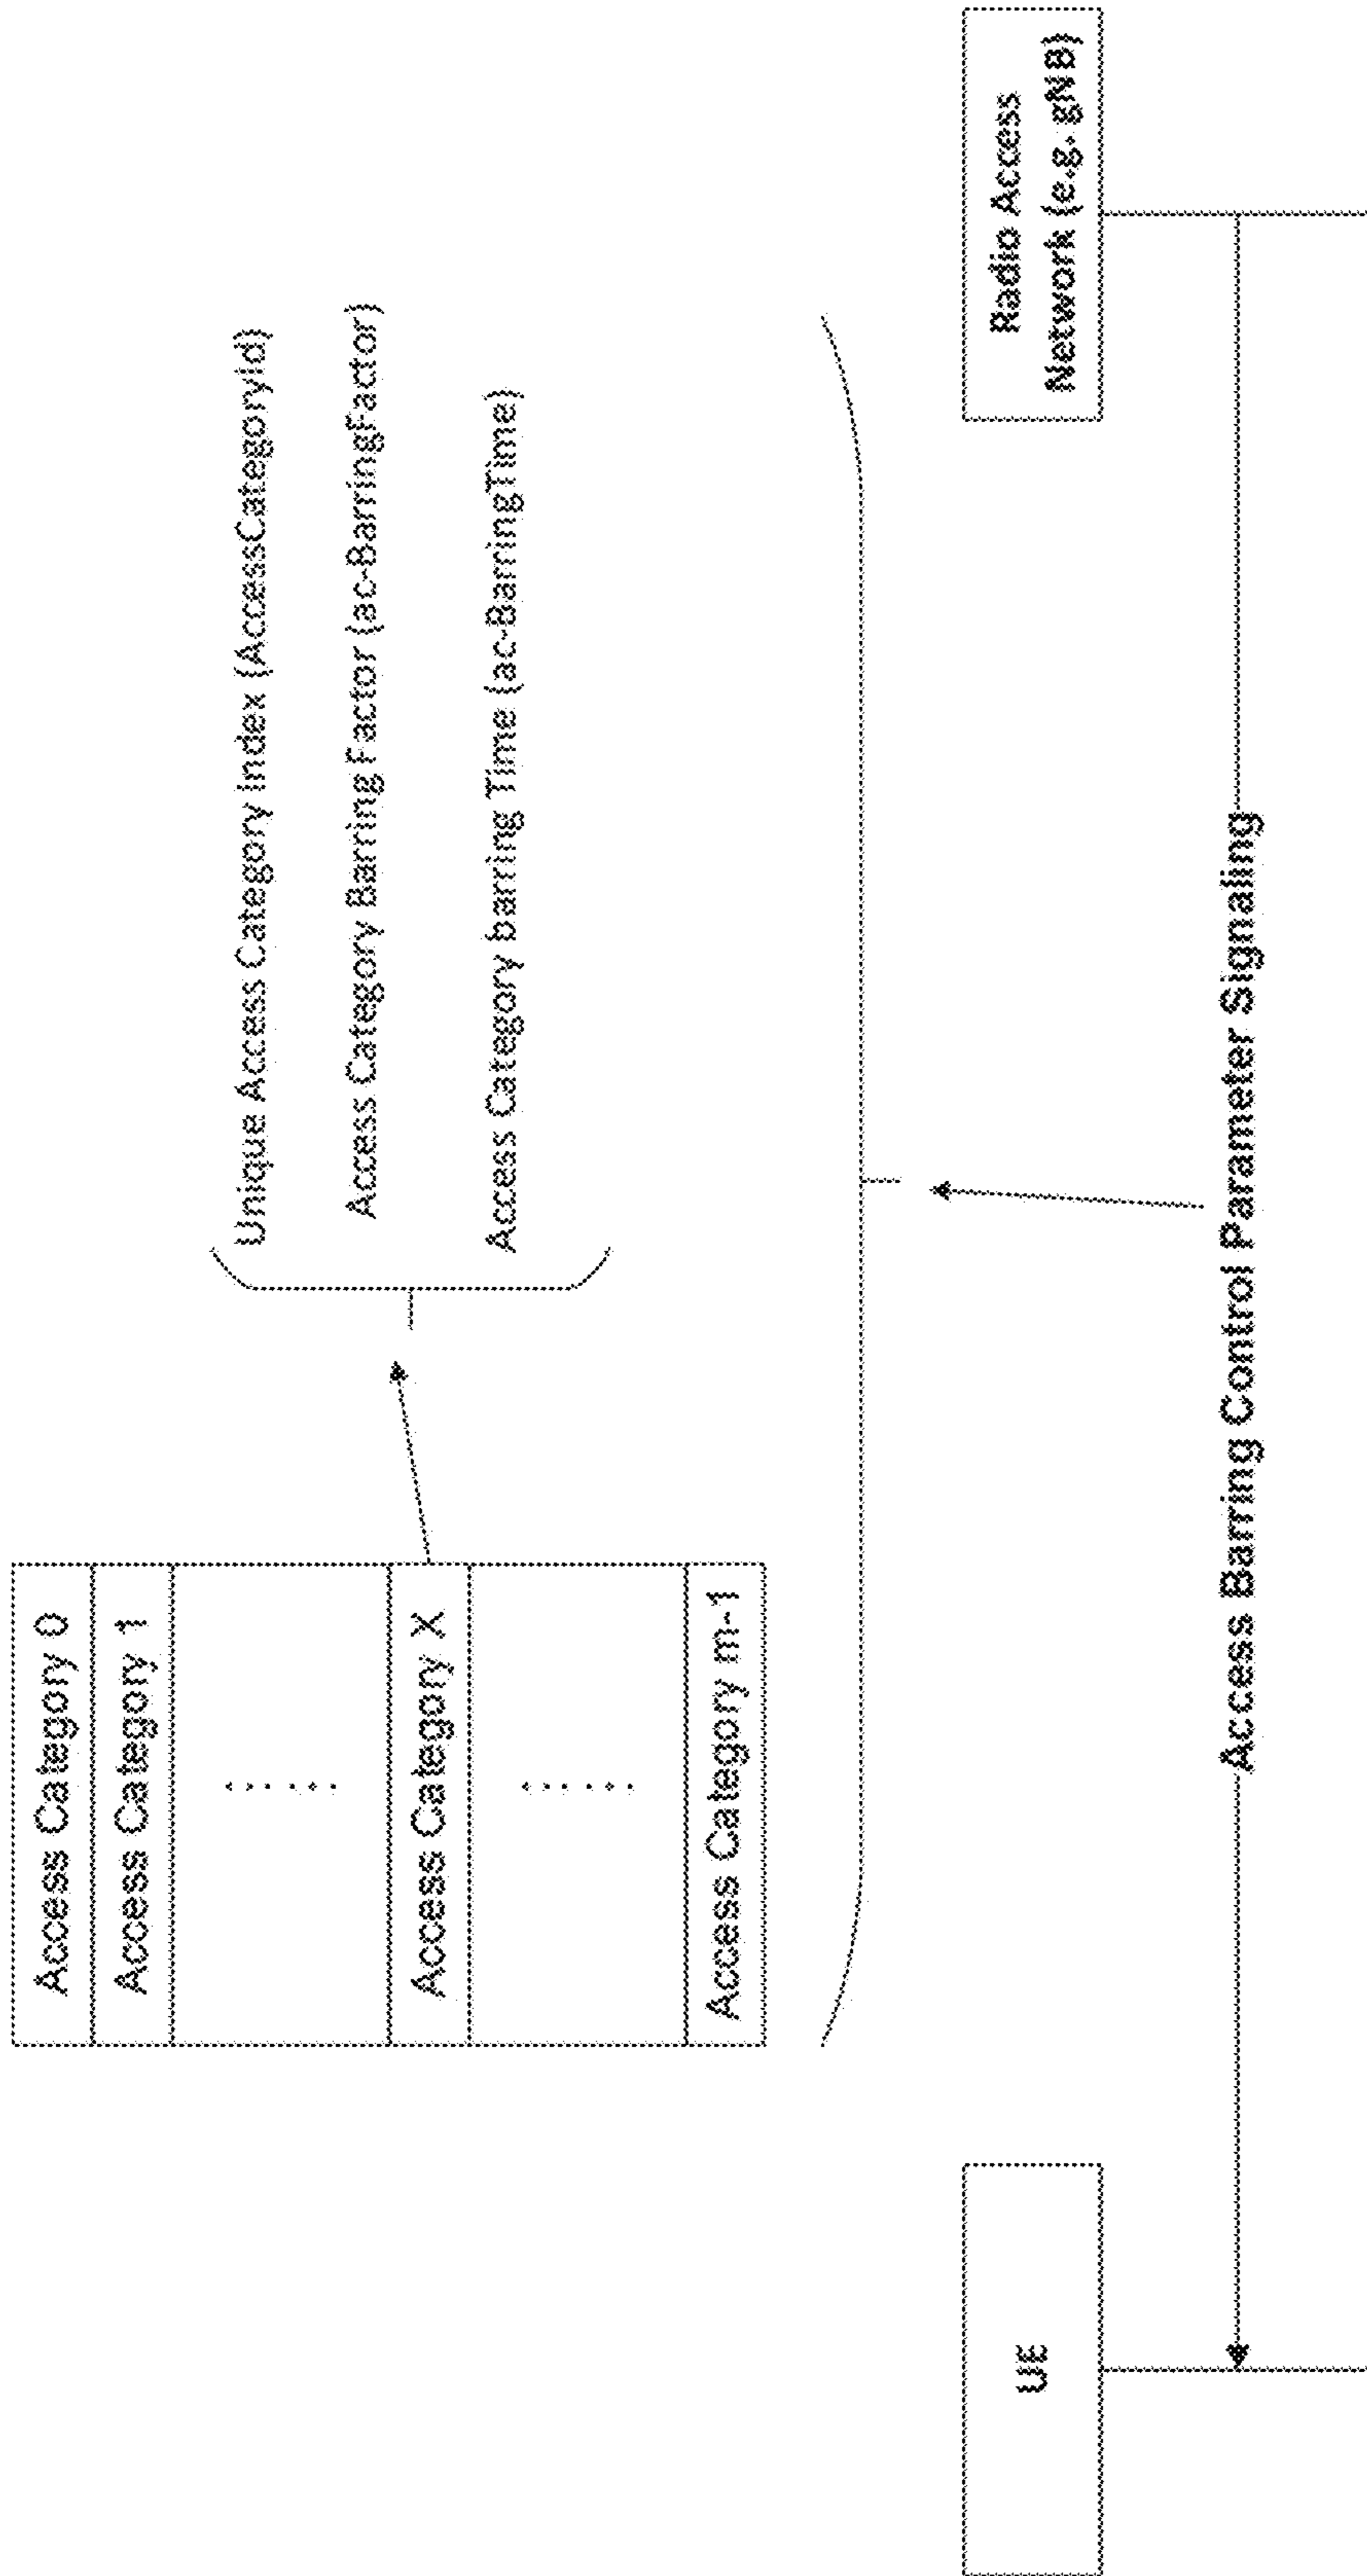 Access Category 0
Access Category 1
Access Category X
Access Category m-1
Unique Access Category Index (AccessCategoryId)
Access Category Barring Factor (ac-BarringFactor)
Access Category barring Time (ac-BarringTime)
UE
Radio Access
Network (e.g. gNB)
Access Barring Control Parameter Signaling